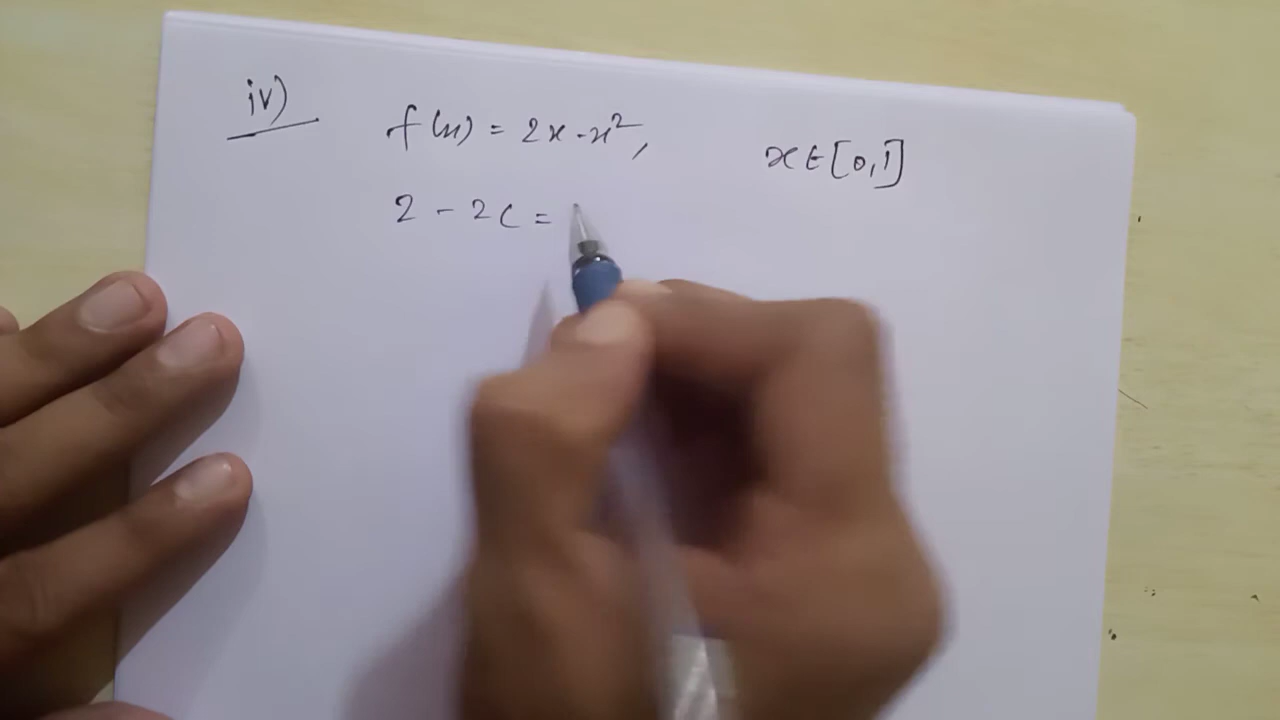 iv)
f(x) = 2x - x², x ∈ [0,1]
2 - 2c =